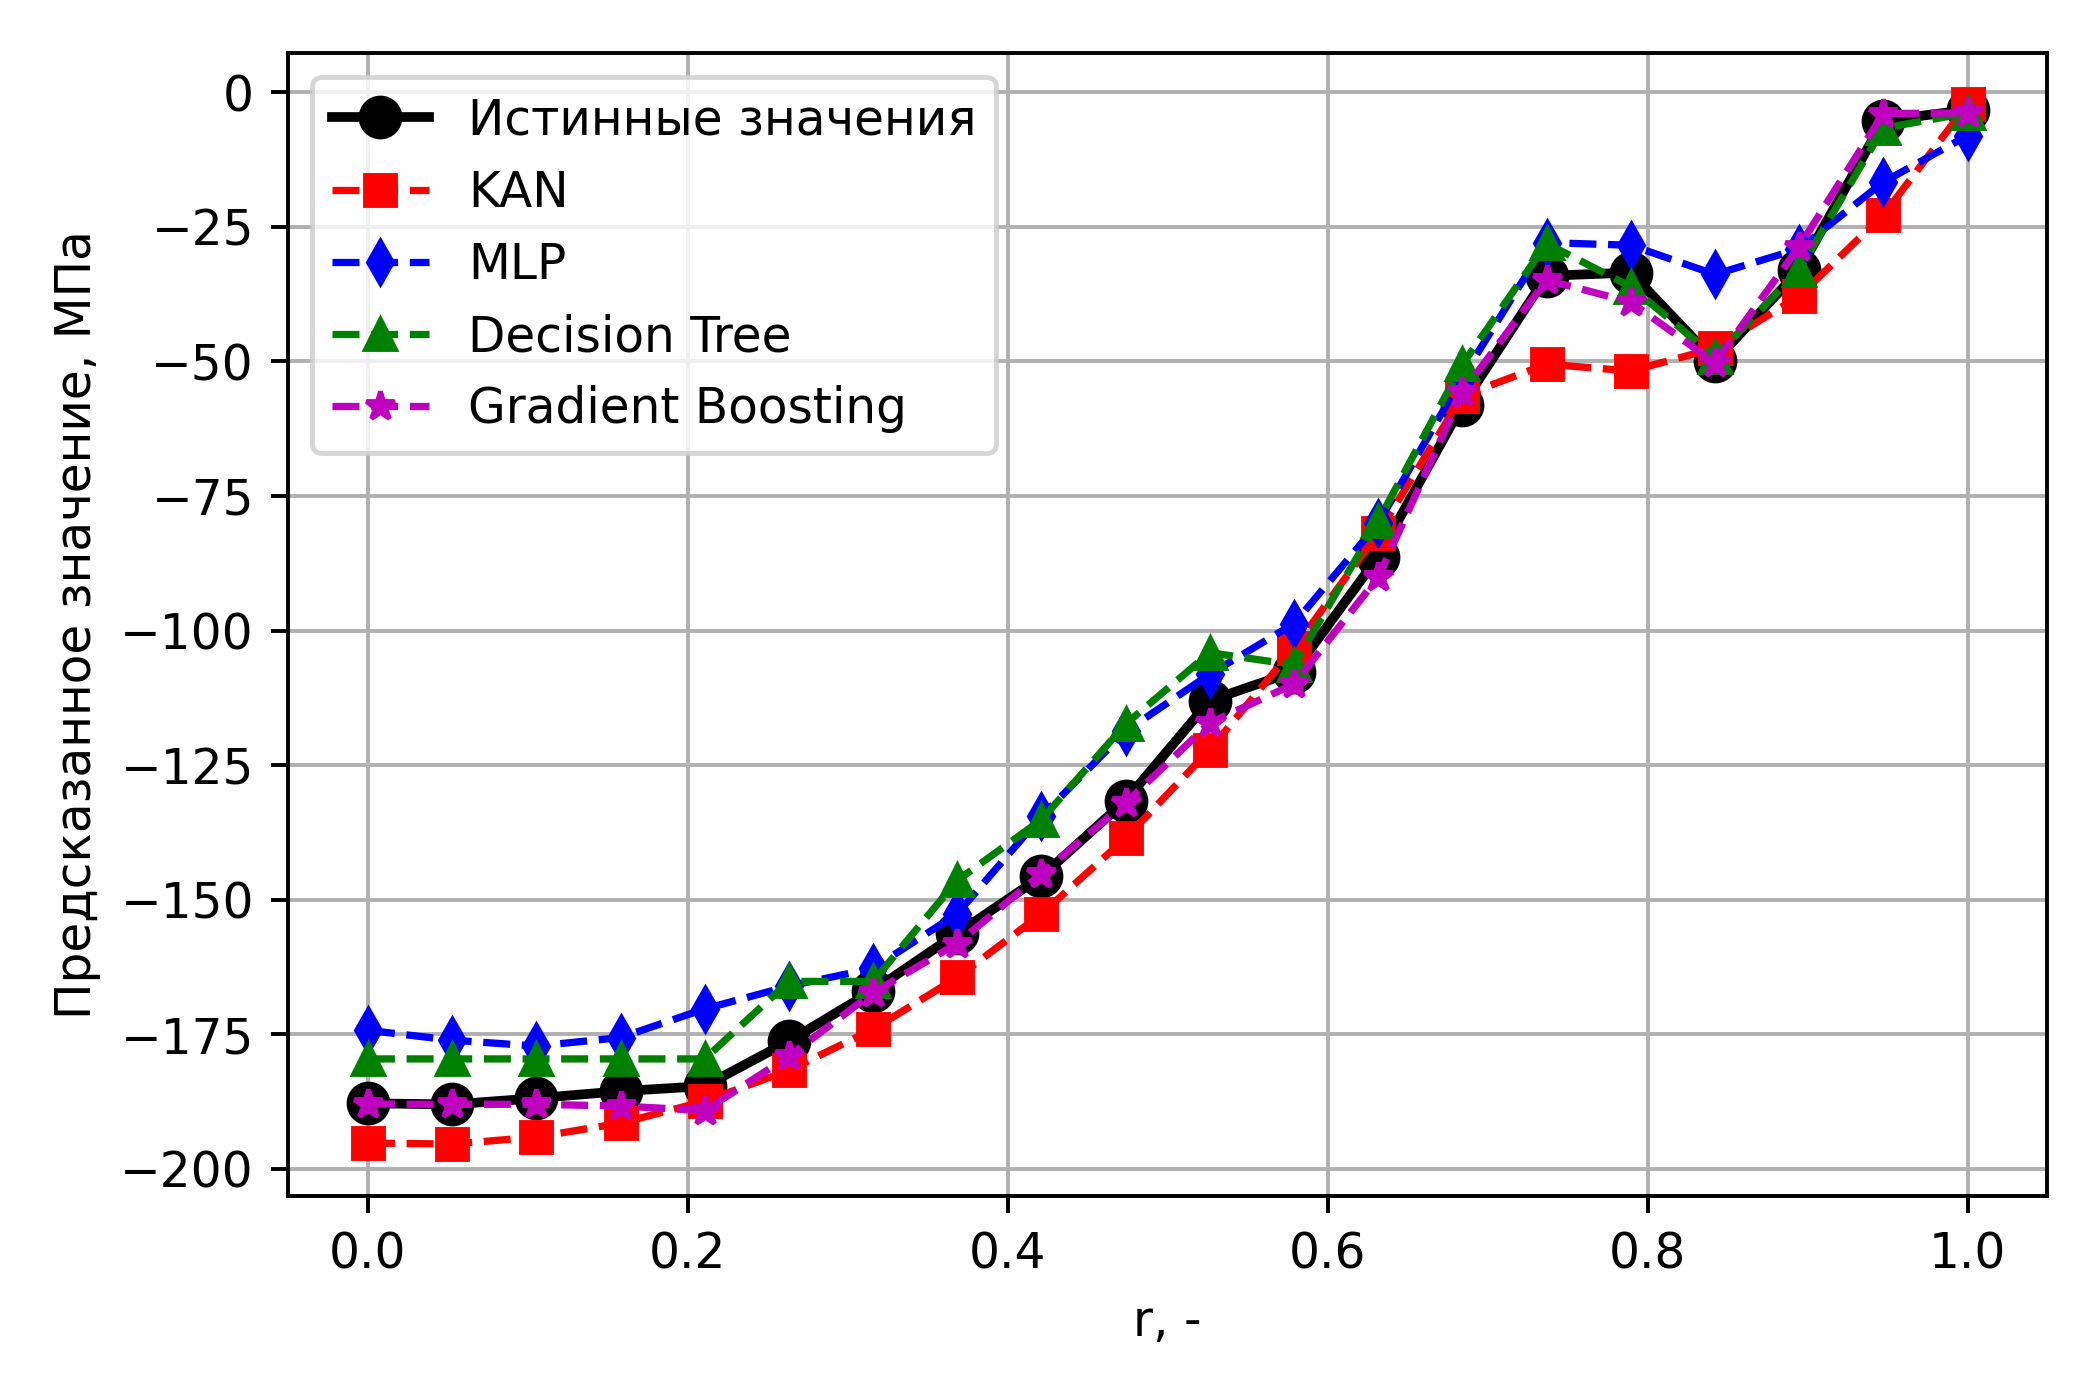 Истинные значения
KAN
MLP
Decision Tree
Gradient Boosting
Предсказанное значение, МПа
0
−25
−50
−75
−100
−125
−150
−175
−200
0.0 0.2 0.4 0.6 0.8 1.0
r, -